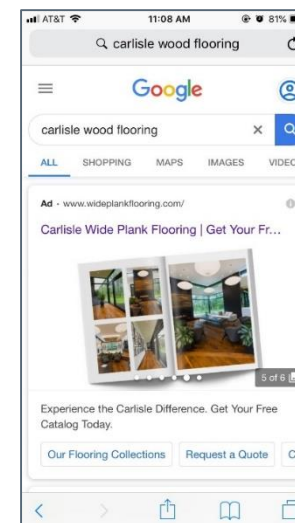 AT&T 11:08 AM 81%
carlisle wood flooring
Google
carlisle wood flooring
ALL SHOPPING MAPS IMAGES VIDEO
Ad · www.wideplankflooring.com/
Carlisle Wide Plank Flooring | Get Your Fr...
5 of 6
Experience the Carlisle Difference. Get Your Free
Catalog Today.
Our Flooring Collections Request a Quote C